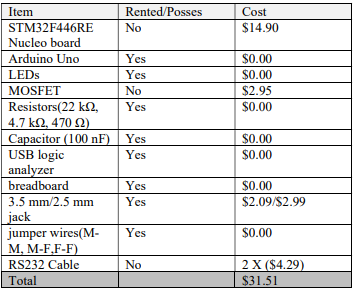 Item Rented/Posses Cost
STM32F446RE No $14.90
Nucleo board
Arduino Uno Yes $0.00
LEDs Yes $0.00
MOSFET No $2.95
Resistors(22 kΩ, Yes $0.00
4.7 kΩ, 470 Ω)
Capacitor (100 nF) Yes $0.00
USB logic Yes $0.00
analyzer
breadboard Yes $0.00
3.5 mm/2.5 mm Yes $2.09/$2.99
jack
jumper wires(M- Yes $0.00
M, M-F,F-F)
RS232 Cable No 2 X ($4.29)
Total $31.51